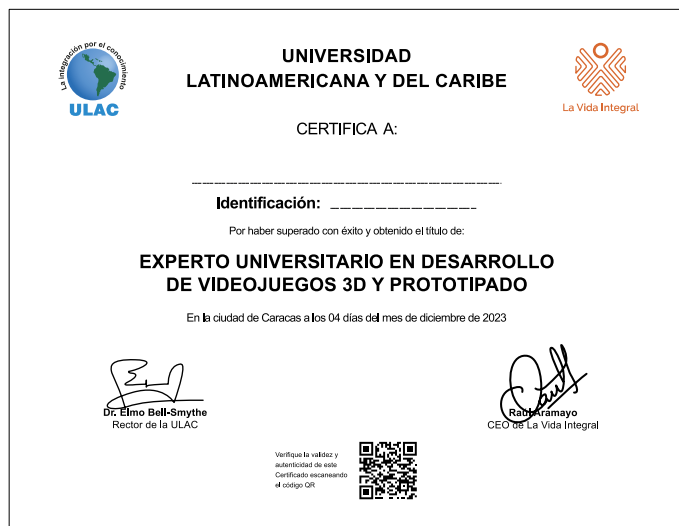 La integración por el conocimiento
ULAC
UNIVERSIDAD
LATINOAMERICANA Y DEL CARIBE
La Vida Integral
CERTIFICA A:
Identificación:
Por haber superado con éxito y obtenido el título de:
EXPERTO UNIVERSITARIO EN DESARROLLO
DE VIDEOJUEGOS 3D Y PROTOTIPADO
En la ciudad de Caracas a los 04 días del mes de diciembre de 2023
Dr. Elmo Bell-Smythe
Rector de la ULAC
Raúl Aramayo
CEO de La Vida Integral
Verifique la validez y
autenticidad de este
Certificado escaneando
el código QR